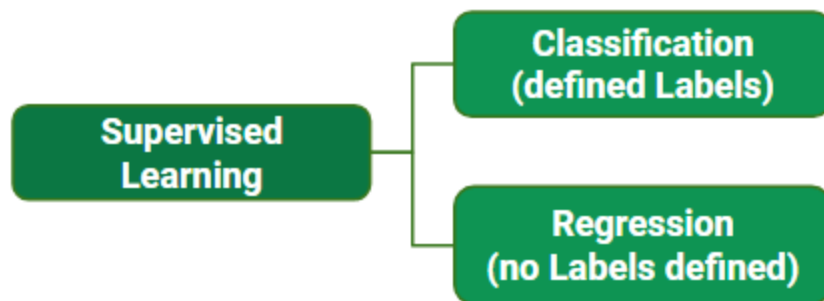 Supervised
Learning
Classification
(defined Labels)
Regression
(no Labels defined)